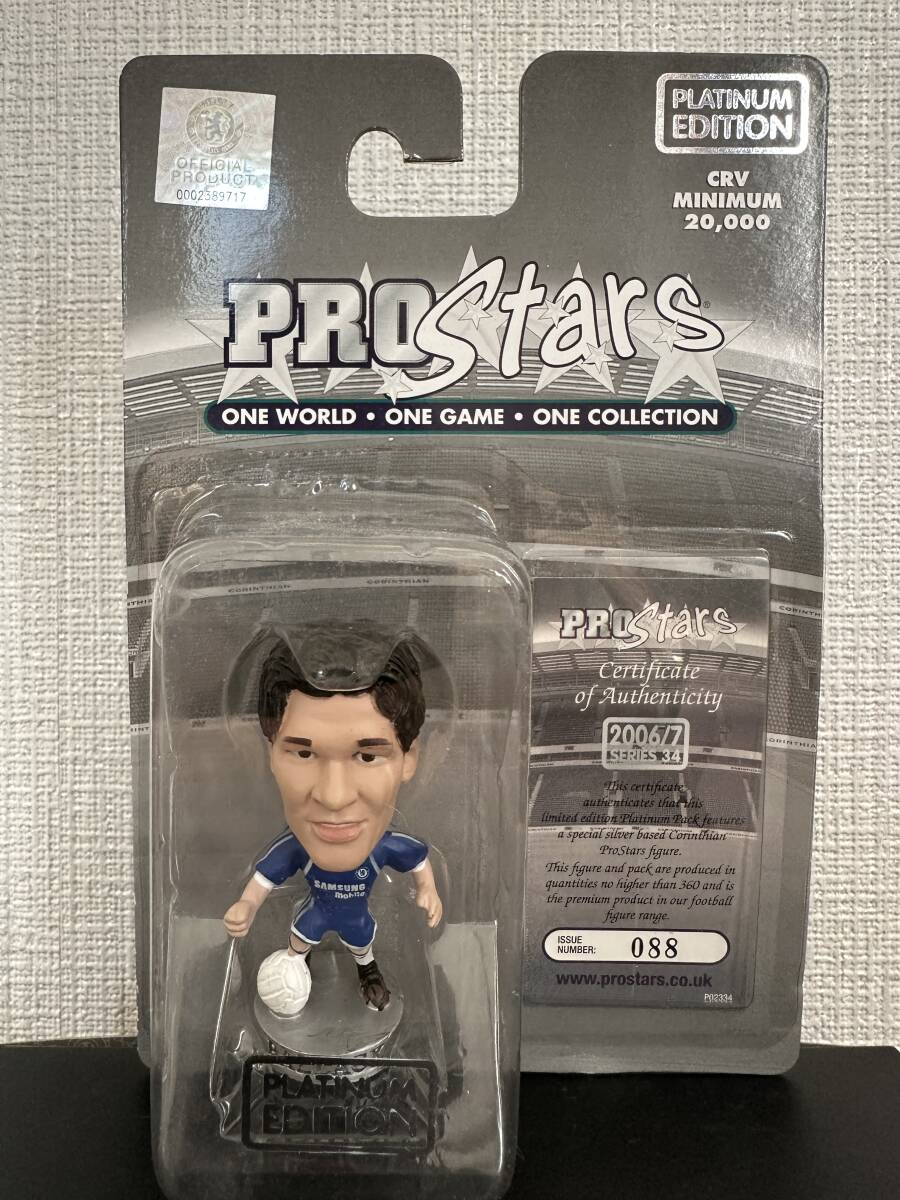 OFFICIAL
PRODUCT
0002389717
PLATINUM
EDITION
CRV
MINIMUM
20,000
PROStars®
ONE WORLD • ONE GAME • ONE COLLECTION
CORINTHIAN
CORINTHIAN
PROStars
Certificate
of Authenticity
2006/7
SERIES 34
This certificate
authenticates that this
limited edition Platinum Pack features
a special silver based Corinthian
ProStars figure.
This figure and pack are produced in
quantities no higher than 360 and is
the premium product in our football
figure range.
ISSUE
NUMBER: 088
www.prostars.co.uk
P02334
SAMSUNG
mobile
PLATINUM
EDITION